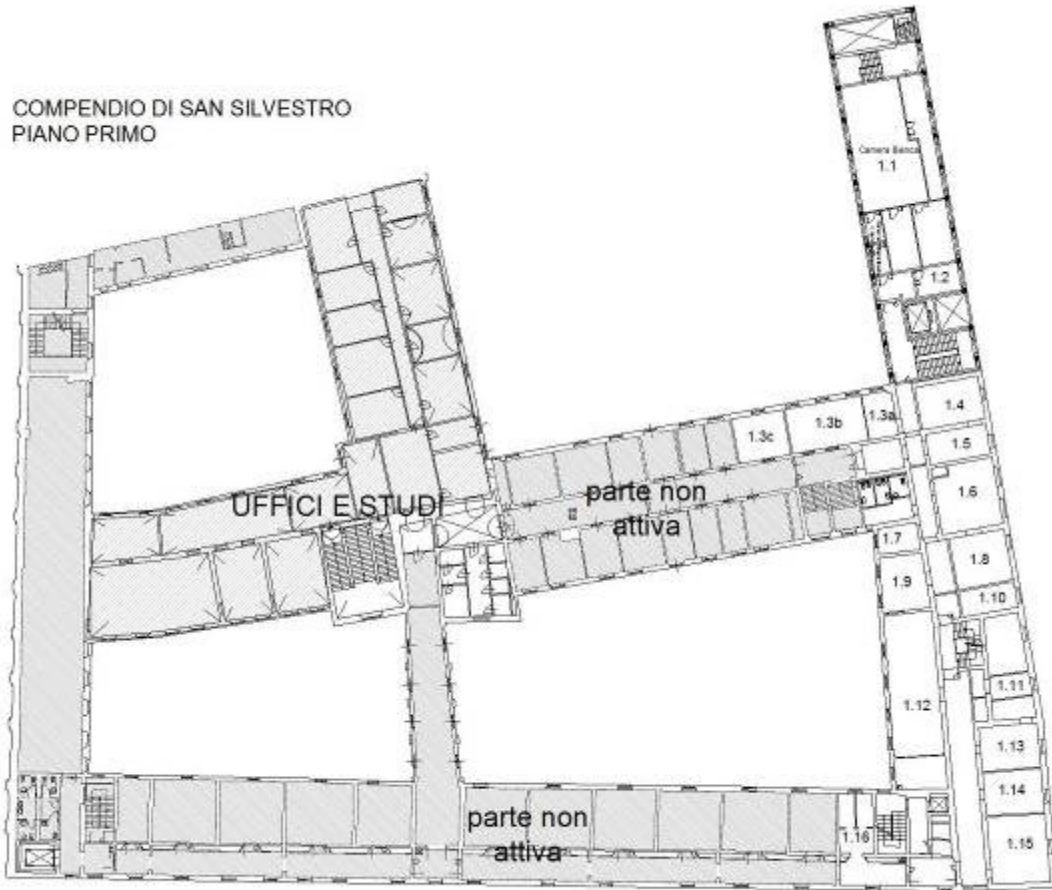 COMPENDIO DI SAN SILVESTRO
PIANO PRIMO
Camera Bianca
1.1
1.2
1.3c
1.3b
1.3a
1.4
1.5
1.6
UFFICI E STUDI
parte non
attiva
1.7
1.8
1.9
1.10
1.11
1.12
1.13
1.14
parte non
attiva
1.16
1.15